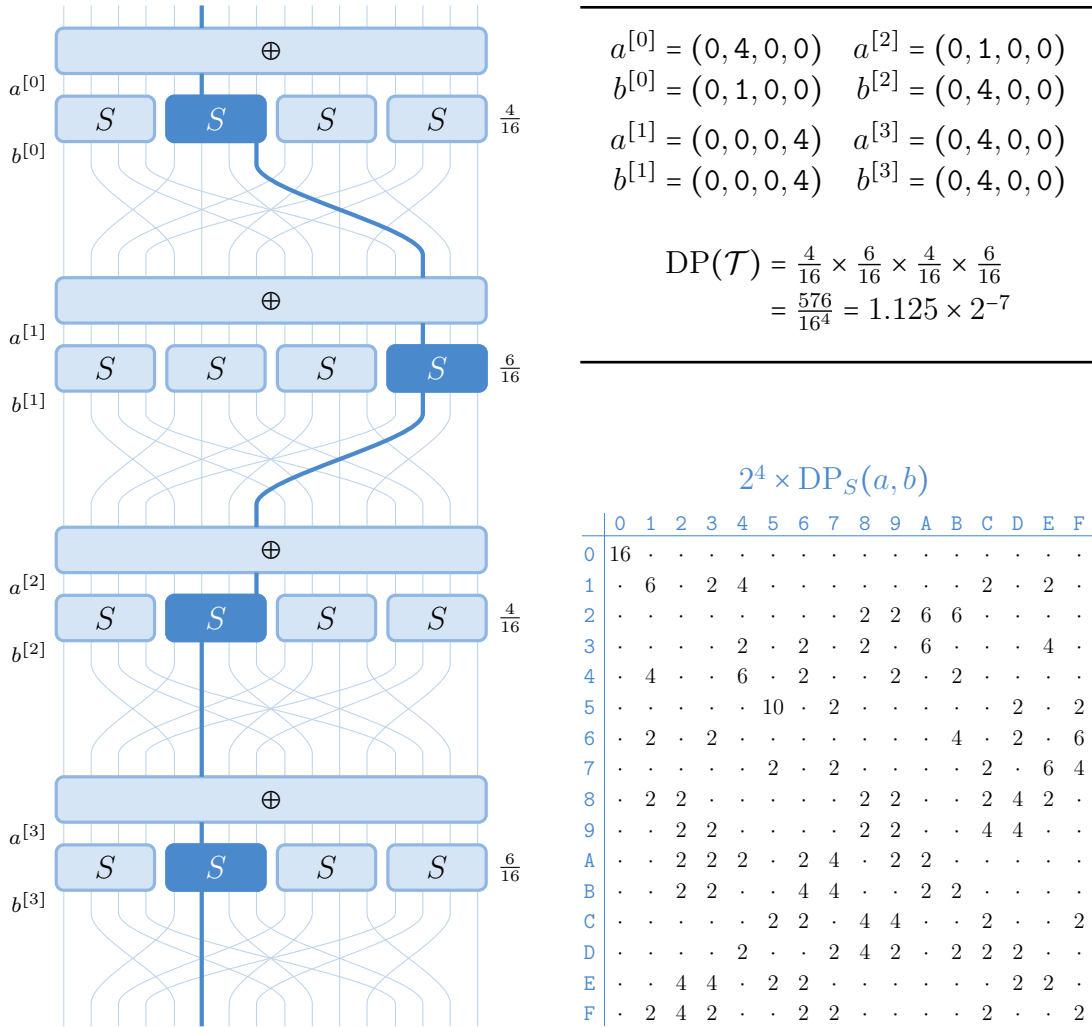 ⊕
a^[0]
S S S S 4/16
b^[0]
⊕
a^[1]
S S S S 6/16
b^[1]
⊕
a^[2]
S S S S 4/16
b^[2]
⊕
a^[3]
S S S S 6/16
b^[3]
a^[0] = (0,4,0,0) a^[2] = (0,1,0,0)
b^[0] = (0,1,0,0) b^[2] = (0,4,0,0)
a^[1] = (0,0,0,4) a^[3] = (0,4,0,0)
b^[1] = (0,0,0,4) b^[3] = (0,4,0,0)
DP(𝒯) = 4/16 × 6/16 × 4/16 × 6/16
= 576/16^4 = 1.125 × 2^−7
2^4 × DP_S(a, b)
0 1 2 3 4 5 6 7 8 9 A B C D E F
0 16 · · · · · · · · · · · · · · ·
1 · 6 · 2 4 · · · · · · · 2 · 2 ·
2 · · · · · · · · 2 2 6 6 · · · ·
3 · · · · 2 · 2 · 2 · 6 · · · 4 ·
4 · 4 · · 6 · 2 · · 2 · 2 · · · ·
5 · · · · · 10 · 2 · · · · · 2 · 2
6 · 2 · 2 · · · · · · · 4 · 2 · 6
7 · · · · · 2 · 2 · · · · 2 · 6 4
8 · 2 2 · · · · · 2 2 · · 2 4 2 ·
9 · · 2 2 · · · · 2 2 · · 4 4 · ·
A · · 2 2 2 · 2 4 · 2 2 · · · · ·
B · · 2 2 · · 4 4 · · 2 2 · · · ·
C · · · · · 2 2 · 4 4 · · 2 · · 2
D · · · · 2 · · 2 4 2 · 2 2 2 · ·
E · · 4 4 · 2 2 · · · · · · 2 2 ·
F · 2 4 2 · · 2 2 · · · · 2 · · 2